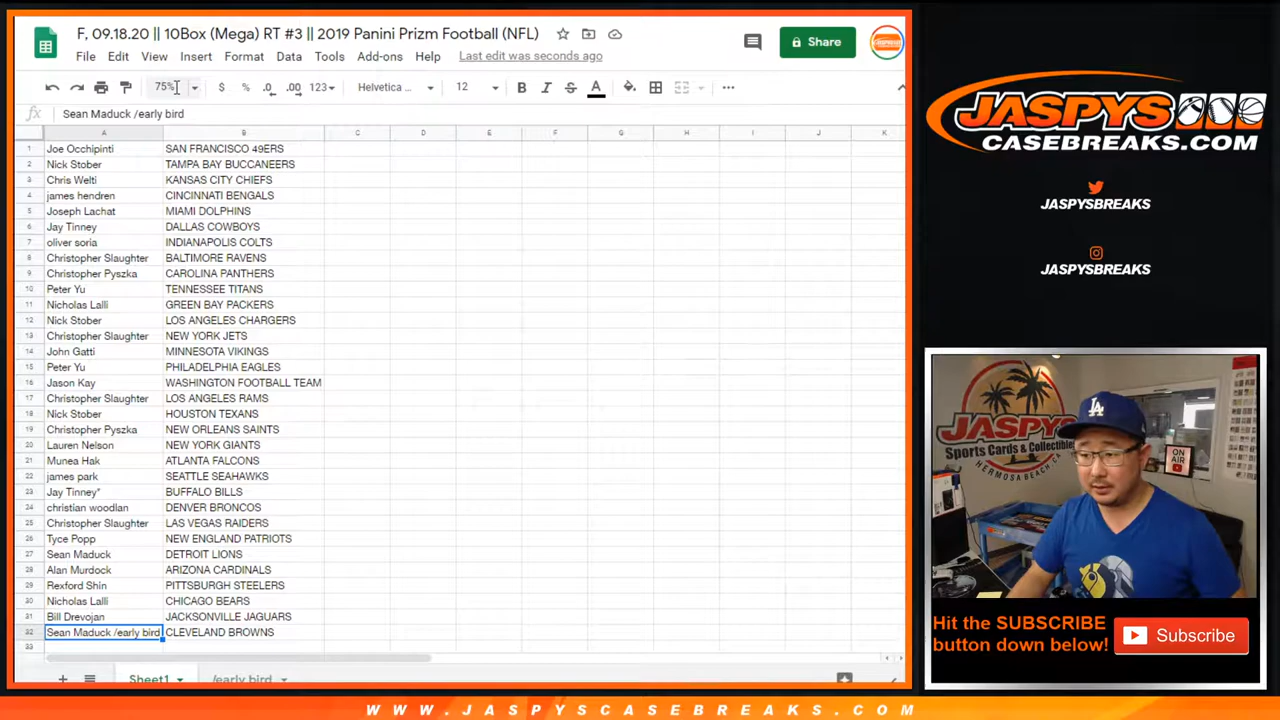 F, 09.18.20 || 10Box (Mega) RT #3 || 2019 Panini Prizm Football (NFL)
Share
File Edit View Insert Format Data Tools Add-ons Help Last edit was seconds ago
75% $ % .0 .00 123 Helvetica ... 12 B I S A
fx Sean Maduck /early bird
A B C D E F G H I J K
1 Joe Occhipinti SAN FRANCISCO 49ERS
2 Nick Stober TAMPA BAY BUCCANEERS
3 Chris Welti KANSAS CITY CHIEFS
4 james hendren CINCINNATI BENGALS
5 Joseph Lachat MIAMI DOLPHINS
6 Jay Tinney DALLAS COWBOYS
7 oliver soria INDIANAPOLIS COLTS
8 Christopher Slaughter BALTIMORE RAVENS
9 Christopher Pyszka CAROLINA PANTHERS
10 Peter Yu TENNESSEE TITANS
11 Nicholas Lalli GREEN BAY PACKERS
12 Nick Stober LOS ANGELES CHARGERS
13 Christopher Slaughter NEW YORK JETS
14 John Gatti MINNESOTA VIKINGS
15 Peter Yu PHILADELPHIA EAGLES
16 Jason Kay WASHINGTON FOOTBALL TEAM
17 Christopher Slaughter LOS ANGELES RAMS
18 Nick Stober HOUSTON TEXANS
19 Christopher Pyszka NEW ORLEANS SAINTS
20 Lauren Nelson NEW YORK GIANTS
21 Munea Hak ATLANTA FALCONS
22 james park SEATTLE SEAHAWKS
23 Jay Tinney* BUFFALO BILLS
24 christian woodlan DENVER BRONCOS
25 Christopher Slaughter LAS VEGAS RAIDERS
26 Tyce Popp NEW ENGLAND PATRIOTS
27 Sean Maduck DETROIT LIONS
28 Alan Murdock ARIZONA CARDINALS
29 Rexford Shin PITTSBURGH STEELERS
30 Nicholas Lalli CHICAGO BEARS
31 Bill Drevojan JACKSONVILLE JAGUARS
32 Sean Maduck /early bird CLEVELAND BROWNS
33
Sheet1 /early bird
JASPYS
CASEBREAKS.COM
JASPYSBREAKS
JASPYSBREAKS
JASPY'S
Sports Cards & Collectibles
HERMOSA BEACH
ON AIR
LA
Hit the SUBSCRIBE
button down below!
Subscribe
WWW.JASPYSCASEBREAKS.COM